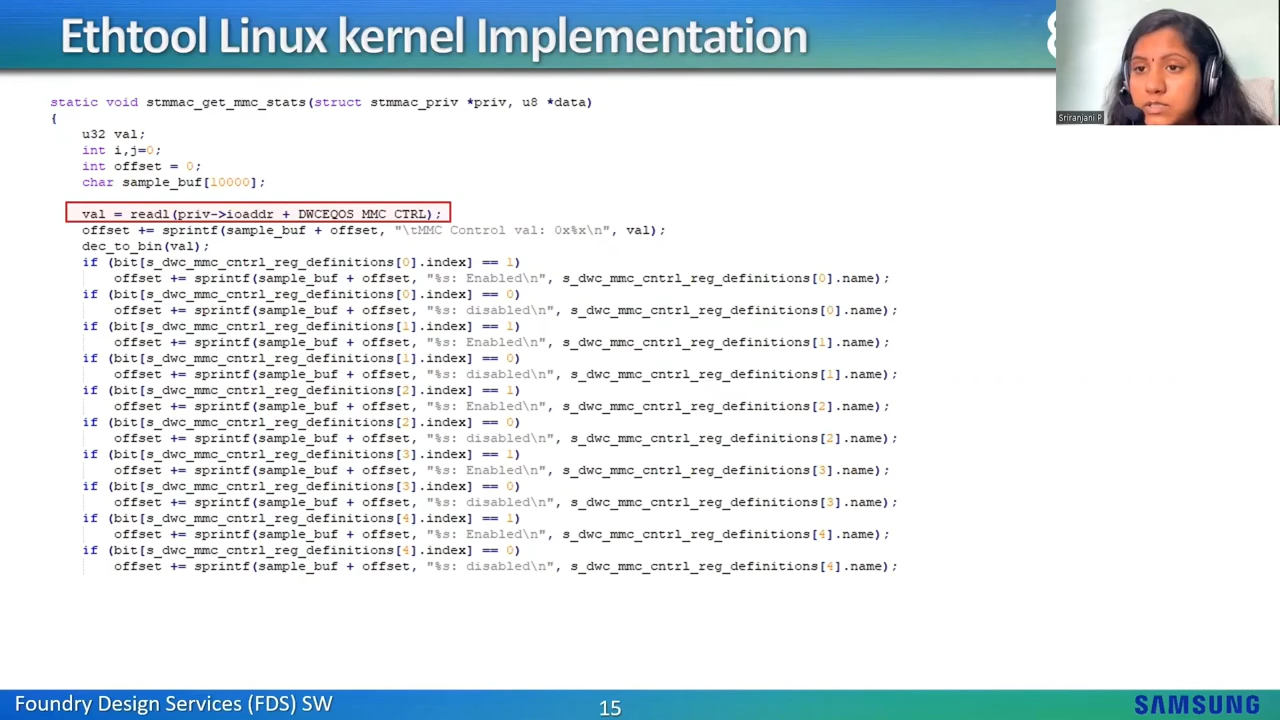 Ethtool Linux kernel Implementation
static void stmmac_get_mmc_stats(struct stmmac_priv *priv, u8 *data)
{
u32 val;
int i,j=0;
int offset = 0;
char sample_buf[10000];
val = readl(priv->ioaddr + DWCEQOS_MMC_CTRL);
offset += sprintf(sample_buf + offset, "\tMMC Control val: 0x%x\n", val);
dec_to_bin(val);
if (bit[s_dwc_mmc_cntrl_reg_definitions[0].index] == 1)
offset += sprintf(sample_buf + offset, "%s: Enabled\n", s_dwc_mmc_cntrl_reg_definitions[0].name);
if (bit[s_dwc_mmc_cntrl_reg_definitions[0].index] == 0)
offset += sprintf(sample_buf + offset, "%s: disabled\n", s_dwc_mmc_cntrl_reg_definitions[0].name);
if (bit[s_dwc_mmc_cntrl_reg_definitions[1].index] == 1)
offset += sprintf(sample_buf + offset, "%s: Enabled\n", s_dwc_mmc_cntrl_reg_definitions[1].name);
if (bit[s_dwc_mmc_cntrl_reg_definitions[1].index] == 0)
offset += sprintf(sample_buf + offset, "%s: disabled\n", s_dwc_mmc_cntrl_reg_definitions[1].name);
if (bit[s_dwc_mmc_cntrl_reg_definitions[2].index] == 1)
offset += sprintf(sample_buf + offset, "%s: Enabled\n", s_dwc_mmc_cntrl_reg_definitions[2].name);
if (bit[s_dwc_mmc_cntrl_reg_definitions[2].index] == 0)
offset += sprintf(sample_buf + offset, "%s: disabled\n", s_dwc_mmc_cntrl_reg_definitions[2].name);
if (bit[s_dwc_mmc_cntrl_reg_definitions[3].index] == 1)
offset += sprintf(sample_buf + offset, "%s: Enabled\n", s_dwc_mmc_cntrl_reg_definitions[3].name);
if (bit[s_dwc_mmc_cntrl_reg_definitions[3].index] == 0)
offset += sprintf(sample_buf + offset, "%s: disabled\n", s_dwc_mmc_cntrl_reg_definitions[3].name);
if (bit[s_dwc_mmc_cntrl_reg_definitions[4].index] == 1)
offset += sprintf(sample_buf + offset, "%s: Enabled\n", s_dwc_mmc_cntrl_reg_definitions[4].name);
if (bit[s_dwc_mmc_cntrl_reg_definitions[4].index] == 0)
offset += sprintf(sample_buf + offset, "%s: disabled\n", s_dwc_mmc_cntrl_reg_definitions[4].name);
Sriranjani P
Foundry Design Services (FDS) SW
15
SAMSUNG